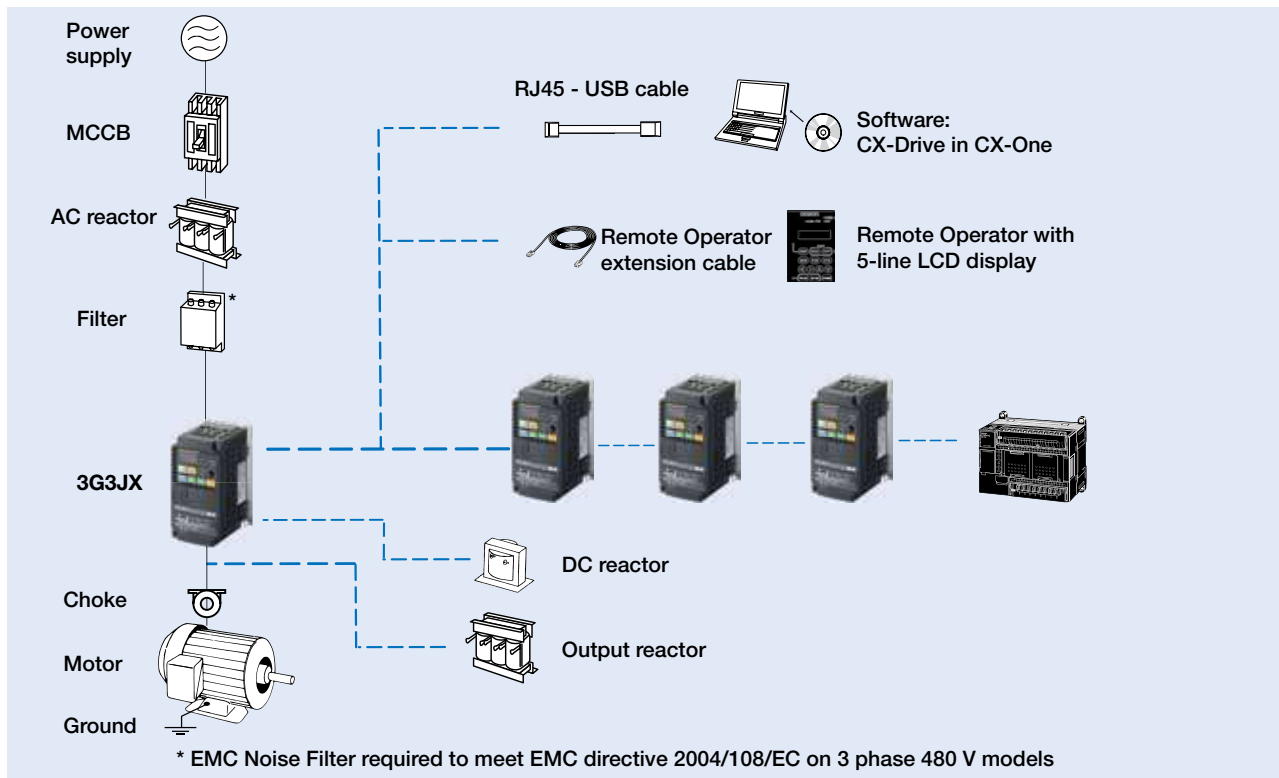 Power
supply
RJ45 - USB cable
MCCB
Software:
CX-Drive in CX-One
AC reactor
Remote Operator
extension cable
Remote Operator with
5-line LCD display
Filter
*
3G3JX
DC reactor
Choke
Output reactor
Motor
Ground
* EMC Noise Filter required to meet EMC directive 2004/108/EC on 3 phase 480 V models